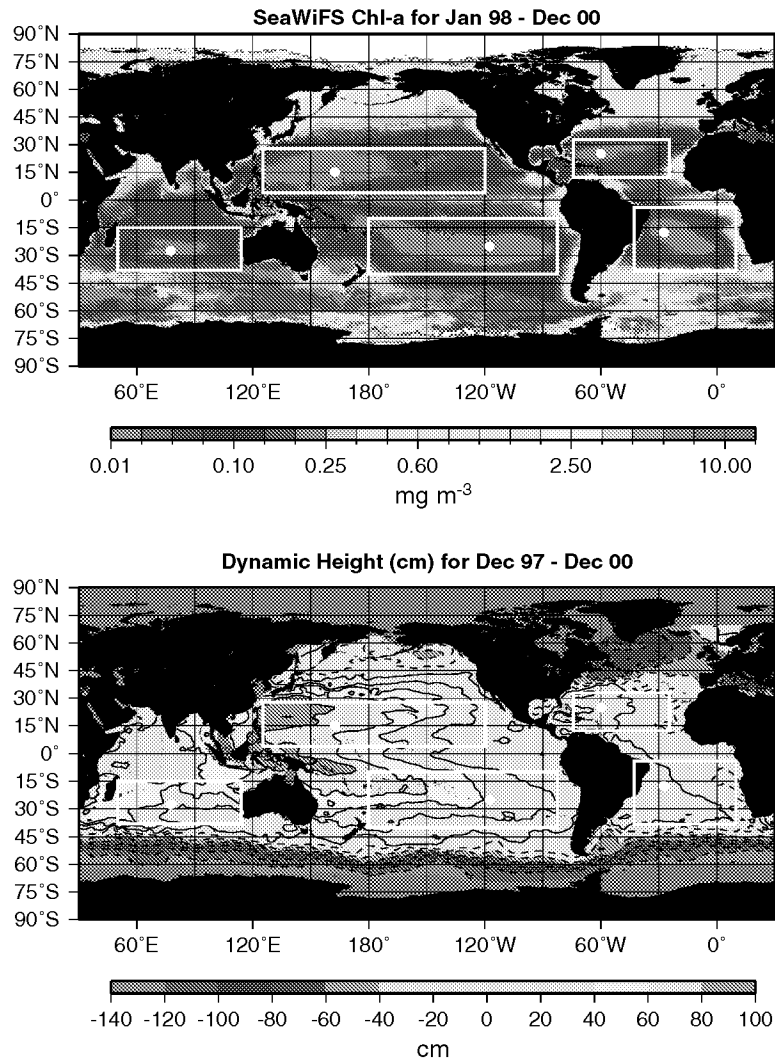 SeaWiFS Chl-a for Jan 98 - Dec 00
90˚N
75˚N
60˚N
45˚N
30˚N
15˚N
0˚
15˚S
30˚S
45˚S
60˚S
75˚S
90˚S
60˚E 120˚E 180˚ 120˚W 60˚W 0˚
0.01 0.10 0.25 0.60 2.50 10.00
mg m-3
Dynamic Height (cm) for Dec 97 - Dec 00
90˚N
75˚N
60˚N
45˚N
30˚N
15˚N
0˚
15˚S
30˚S
45˚S
60˚S
75˚S
90˚S
60˚E 120˚E 180˚ 120˚W 60˚W 0˚
-140 -120 -100 -80 -60 -40 -20 0 20 40 60 80 100
cm